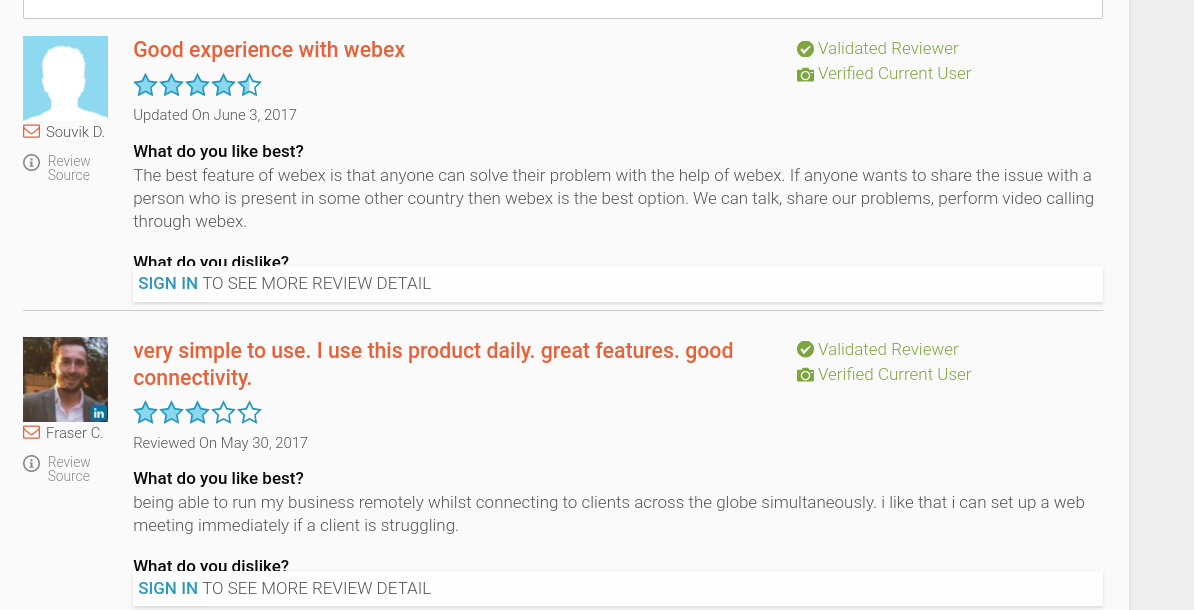 Good experience with webex
Validated Reviewer
Verified Current User
Updated On June 3, 2017
Souvik D.
Review
Source
What do you like best?
The best feature of webex is that anyone can solve their problem with the help of webex. If anyone wants to share the issue with a
person who is present in some other country then webex is the best option. We can talk, share our problems, perform video calling
through webex.
What do you dislike?
SIGN IN TO SEE MORE REVIEW DETAIL
very simple to use. I use this product daily. great features. good
connectivity.
Validated Reviewer
Verified Current User
in
Fraser C.
Reviewed On May 30, 2017
Review
Source
What do you like best?
being able to run my business remotely whilst connecting to clients across the globe simultaneously. i like that i can set up a web
meeting immediately if a client is struggling.
What do you dislike?
SIGN IN TO SEE MORE REVIEW DETAIL